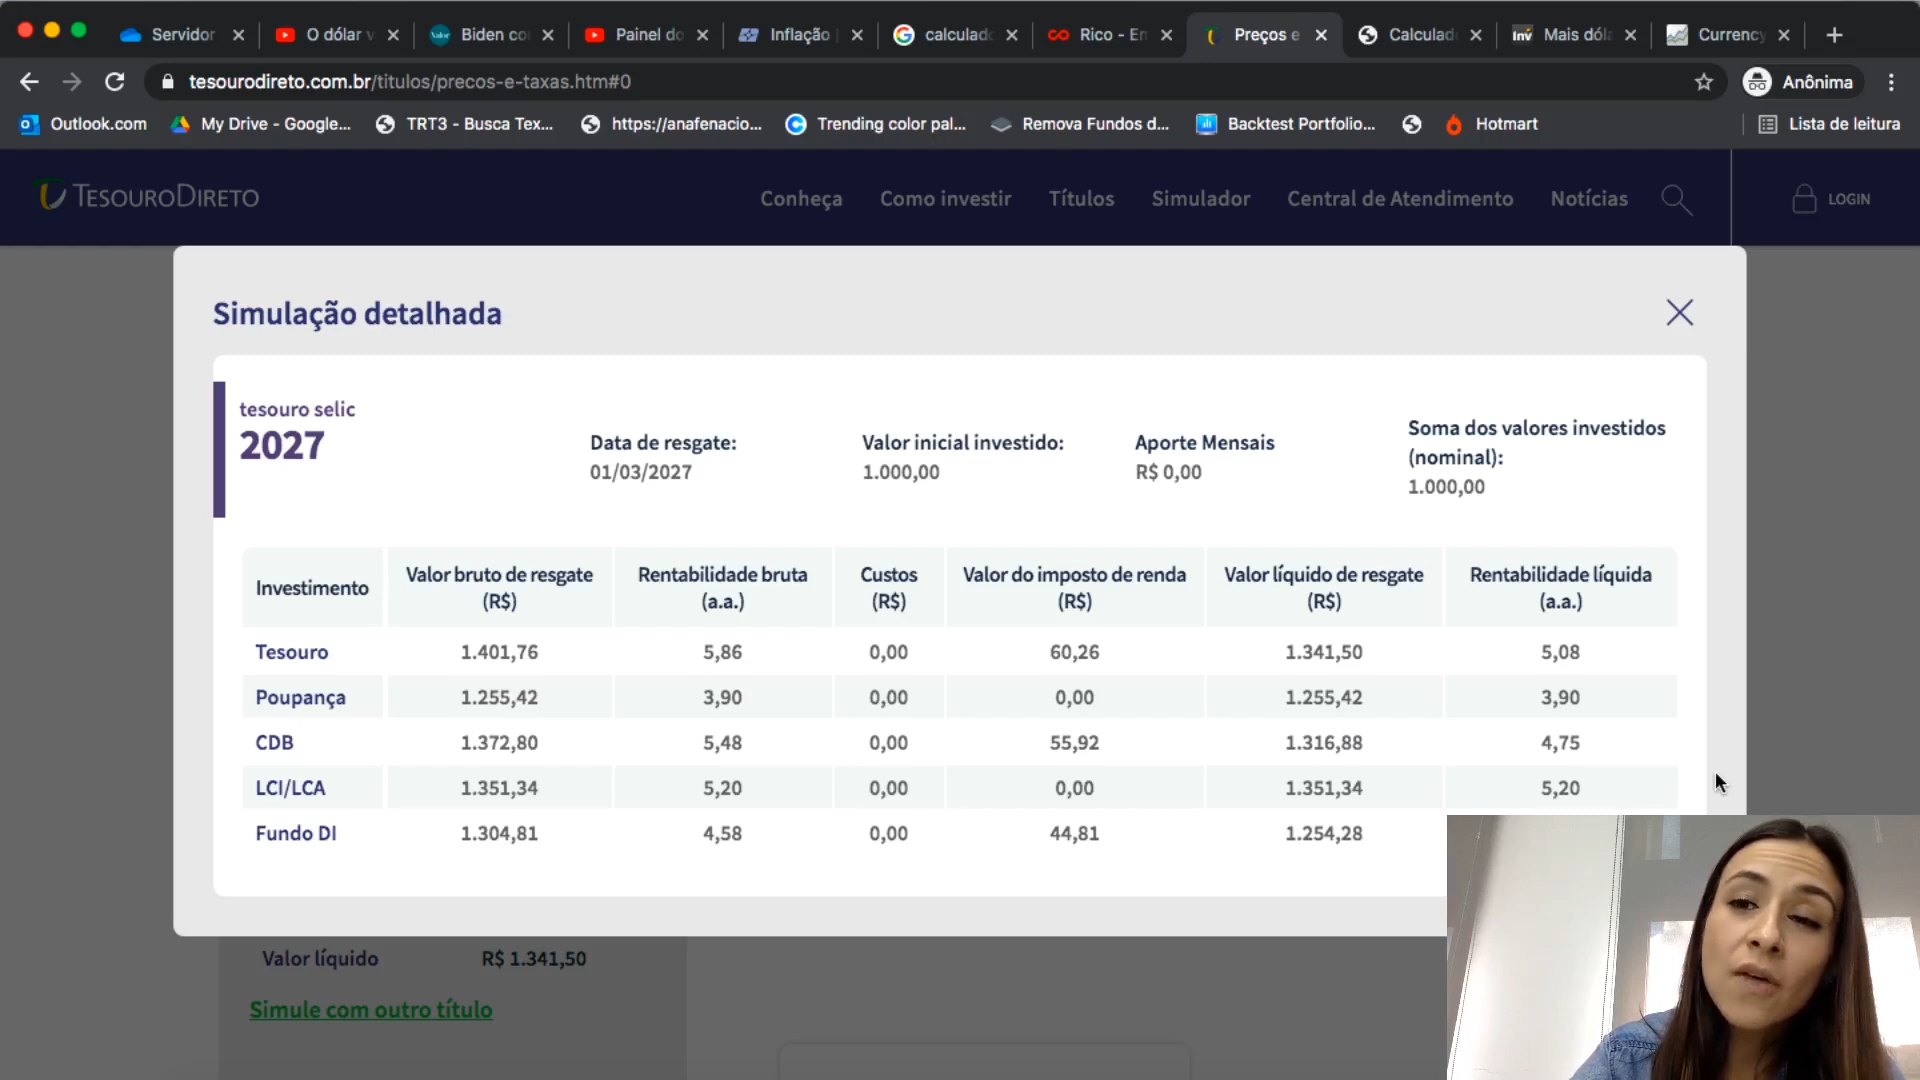 Servidor
O dólar v
Biden co
Painel do
Inflação
calculado
Rico - En
Preços e
Calculad
Mais dóla
Currency
tesourodireto.com.br/titulos/precos-e-taxas.htm#0
Anônima
Outlook.com
My Drive - Google...
TRT3 - Busca Tex...
https://anafenacio...
Trending color pal...
Remova Fundos d...
Backtest Portfolio...
Hotmart
Lista de leitura
TESOURODIRETO
Conheça
Como investir
Títulos
Simulador
Central de Atendimento
Notícias
LOGIN
Simulação detalhada
tesouro selic
2027
Data de resgate:
01/03/2027
Valor inicial investido:
1.000,00
Aporte Mensais
R$ 0,00
Soma dos valores investidos
(nominal):
1.000,00
Investimento
Valor bruto de resgate
(R$)
Rentabilidade bruta
(a.a.)
Custos
(R$)
Valor do imposto de renda
(R$)
Valor líquido de resgate
(R$)
Rentabilidade líquida
(a.a.)
Tesouro 1.401,76 5,86 0,00 60,26 1.341,50 5,08
Poupança 1.255,42 3,90 0,00 0,00 1.255,42 3,90
CDB 1.372,80 5,48 0,00 55,92 1.316,88 4,75
LCI/LCA 1.351,34 5,20 0,00 0,00 1.351,34 5,20
Fundo DI 1.304,81 4,58 0,00 44,81 1.254,28
Valor líquido R$ 1.341,50
Simule com outro título